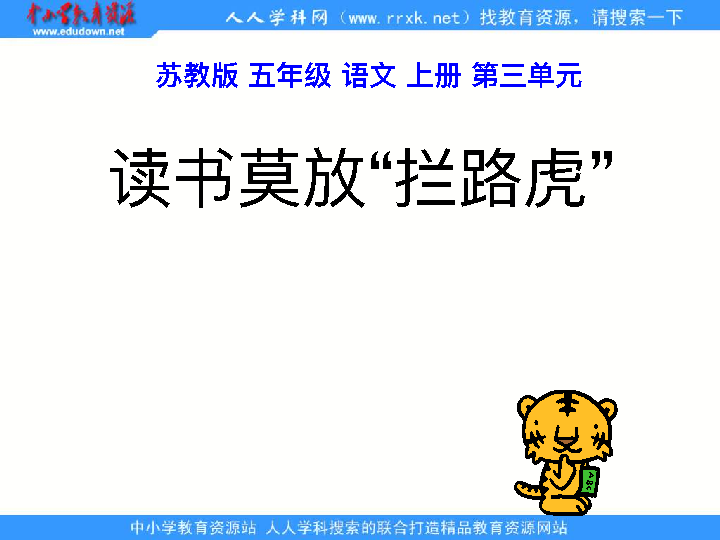 中小学教育资源
www.edudown.net
人人学科网（www.rrxk.net）找教育资源，请搜索一下
苏教版 五年级 语文 上册 第三单元
读书莫放“拦路虎”
ABC
中小学教育资源站 人人学科搜索的联合打造精品教育资源网站